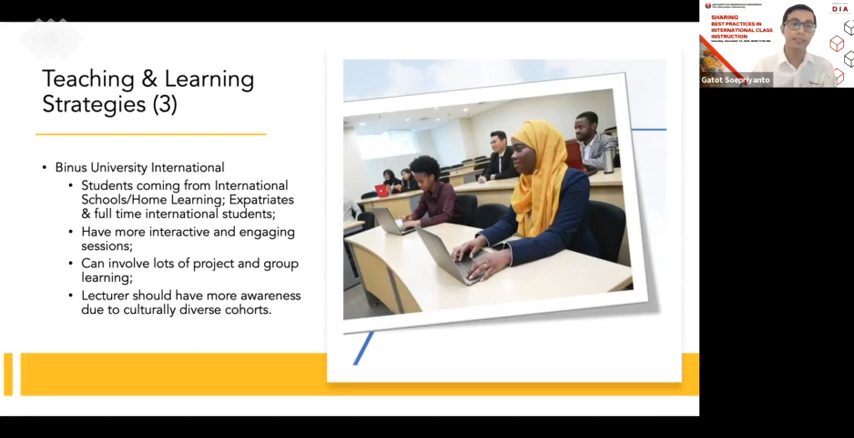 Teaching & Learning
Strategies (3)
• Binus University International
• Students coming from International
Schools/Home Learning; Expatriates
& full time international students;
• Have more interactive and engaging
sessions;
• Can involve lots of project and group
learning;
• Lecturer should have more awareness
due to culturally diverse cohorts.
SHARING
BEST PRACTICES IN
INTERNATIONAL CLASS
INSTRUCTION
DIA
Gatot Soepriyanto